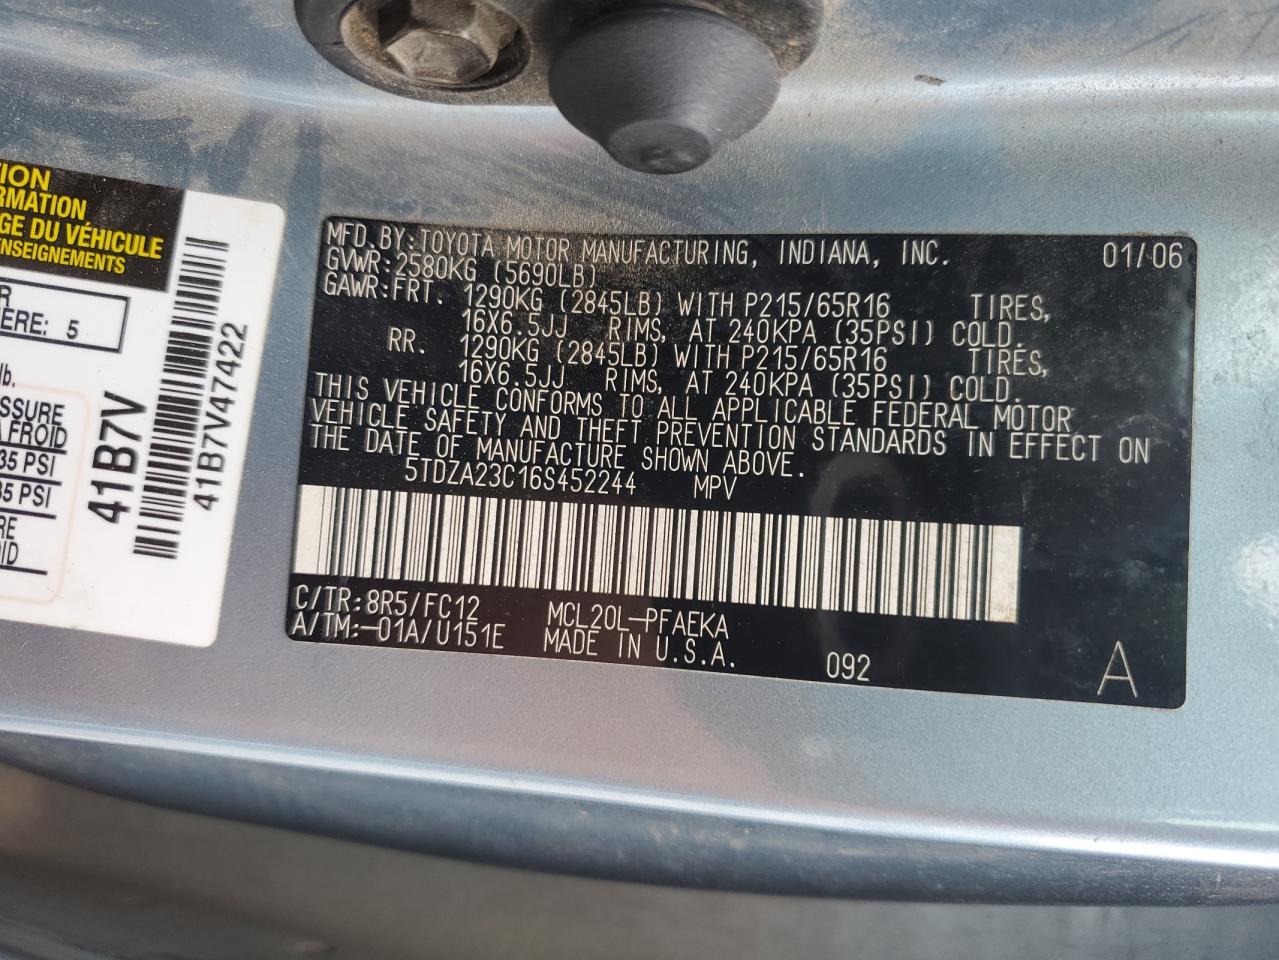 TION
RMATION
GE DU VÉHICULE
ENSEIGNEMENTS
R
ÈRE: 5
lb.
SSURE
A FROID
35 PSI
35 PSI
RE
OID
41B7V
41B7V47422
MFD.BY:TOYOTA MOTOR MANUFACTURING, INDIANA, INC. 01/06
GVWR:2580KG (5690LB)
GAWR:FRT. 1290KG (2845LB) WITH P215/65R16 TIRES,
16X6.5JJ RIMS, AT 240KPA (35PSI) COLD.
RR. 1290KG (2845LB) WITH P215/65R16 TIRES,
16X6.5JJ RIMS, AT 240KPA (35PSI) COLD.
THIS VEHICLE CONFORMS TO ALL APPLICABLE FEDERAL MOTOR
VEHICLE SAFETY AND THEFT PREVENTION STANDARDS IN EFFECT ON
THE DATE OF MANUFACTURE SHOWN ABOVE.
5TDZA23C16S452244 MPV
C/TR:8R5/FC12 MCL20L-PFAEKA
A/TM:-01A/U151E MADE IN U.S.A. 092 A